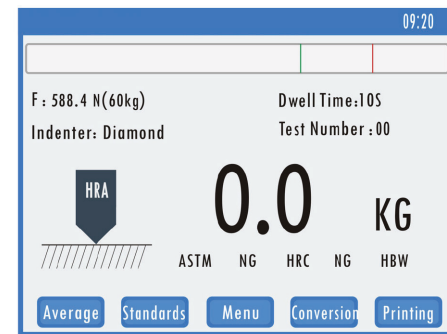 09:20
F: 588.4 N(60kg) Dwell Time:10S
Indenter: Diamond Test Number :00
HRA
0.0 KG
ASTM NG HRC NG HBW
Average Standards Menu Conversion Printing